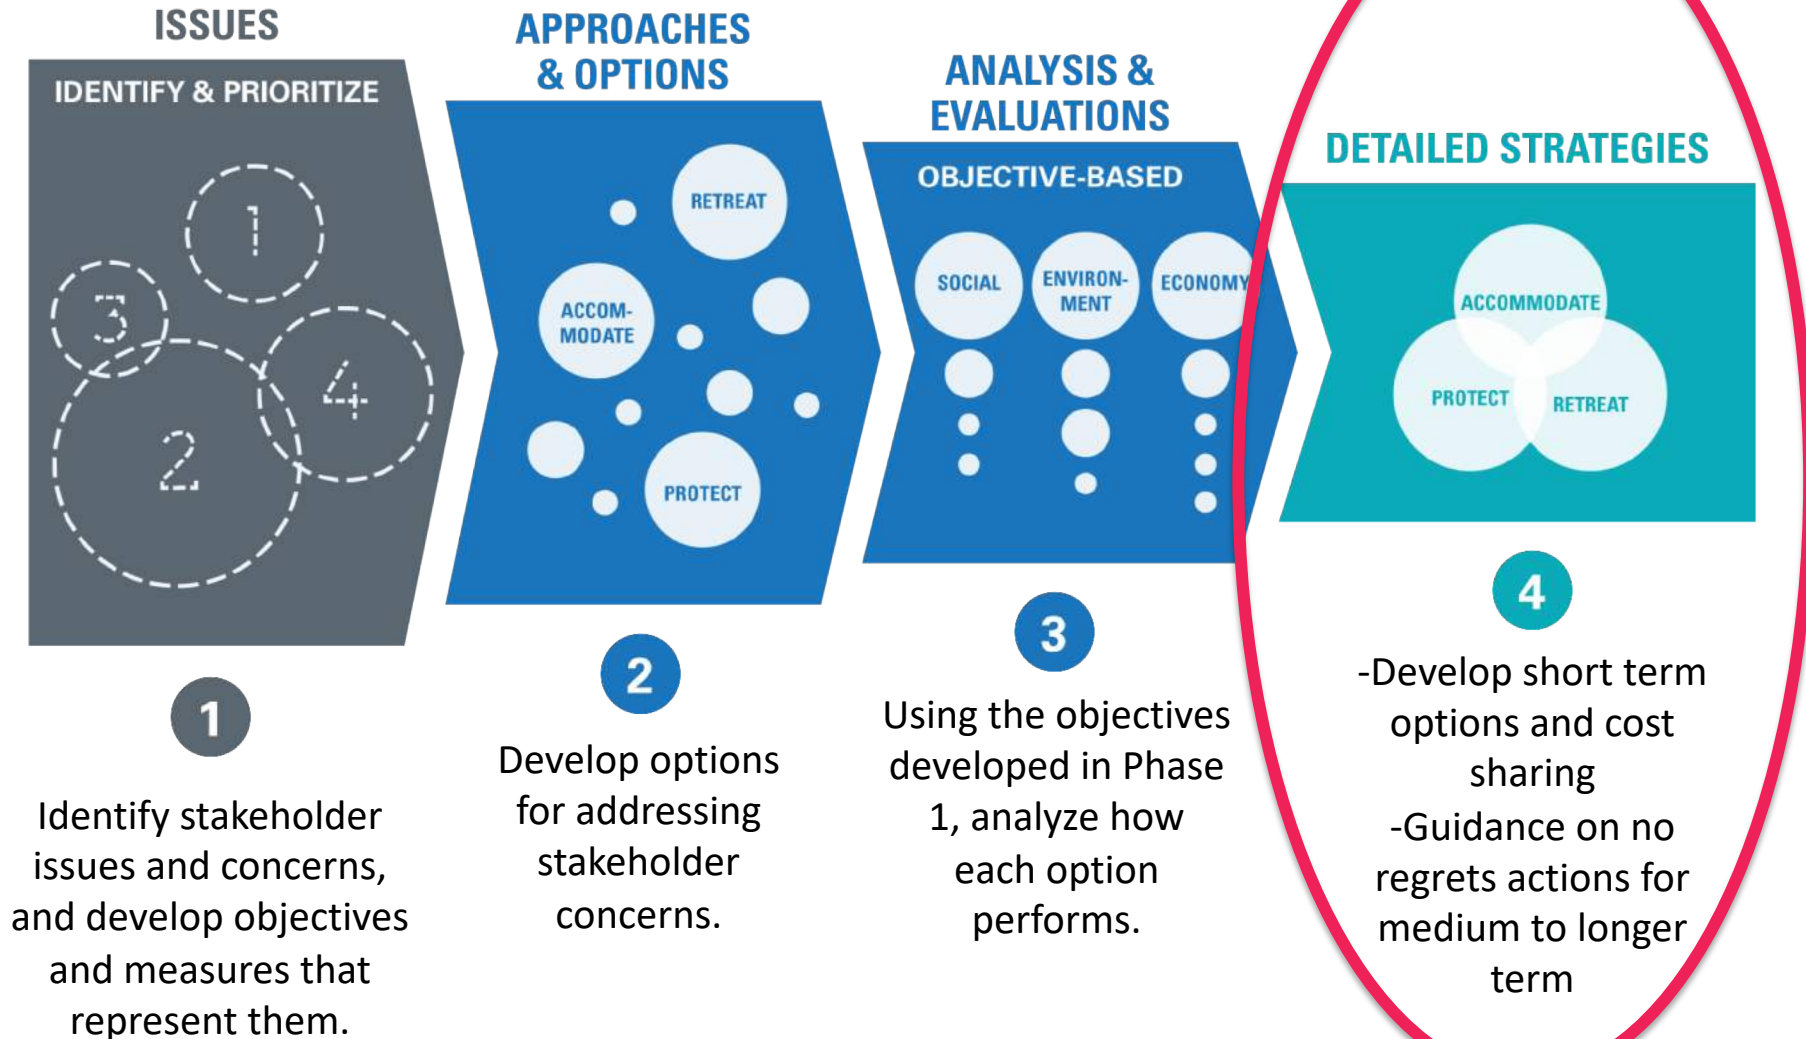 ISSUES
IDENTIFY & PRIORITIZE
1
3
4
2
1
Identify stakeholder
issues and concerns,
and develop objectives
and measures that
represent them.
APPROACHES
& OPTIONS
RETREAT
ACCOM-
MODATE
PROTECT
2
Develop options
for addressing
stakeholder
concerns.
ANALYSIS &
EVALUATIONS
OBJECTIVE-BASED
SOCIAL
ENVIRON-
MENT
ECONOMY
3
Using the objectives
developed in Phase
1, analyze how
each option
performs.
DETAILED STRATEGIES
ACCOMMODATE
PROTECT
RETREAT
4
-Develop short term
options and cost
sharing
-Guidance on no
regrets actions for
medium to longer
term